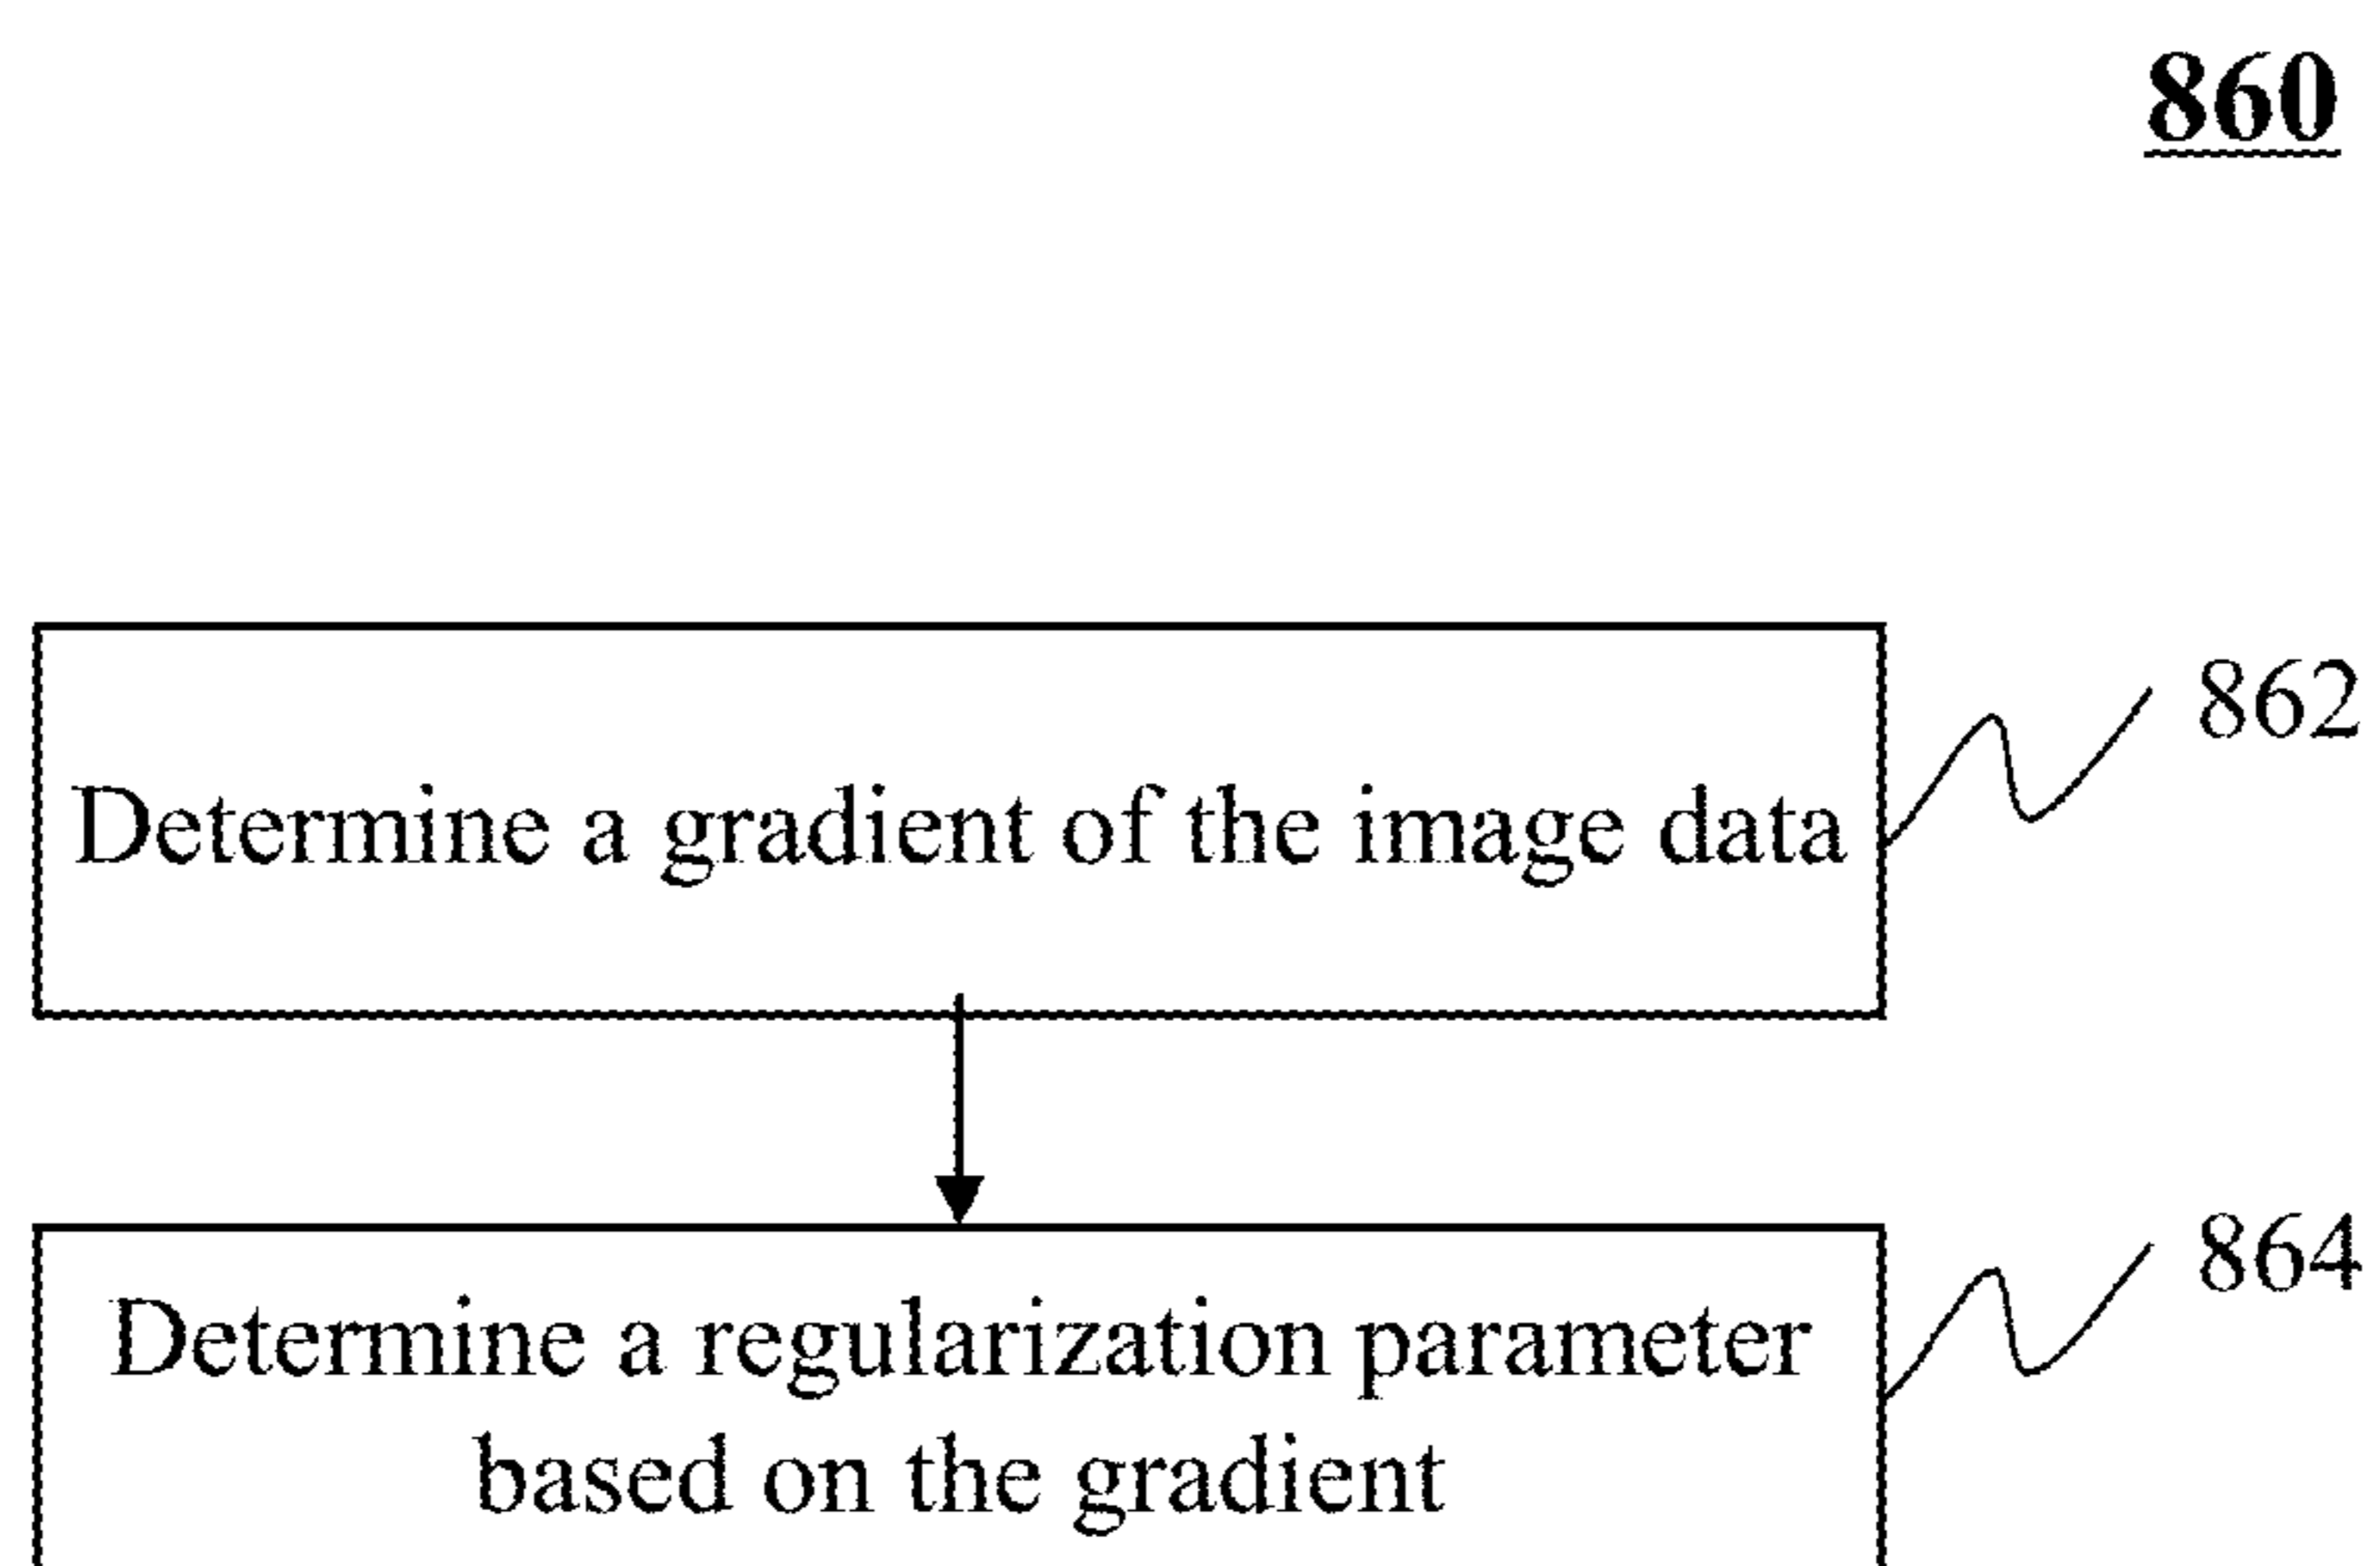 860
862
Determine a gradient of the image data
864
Determine a regularization parameter
based on the gradient